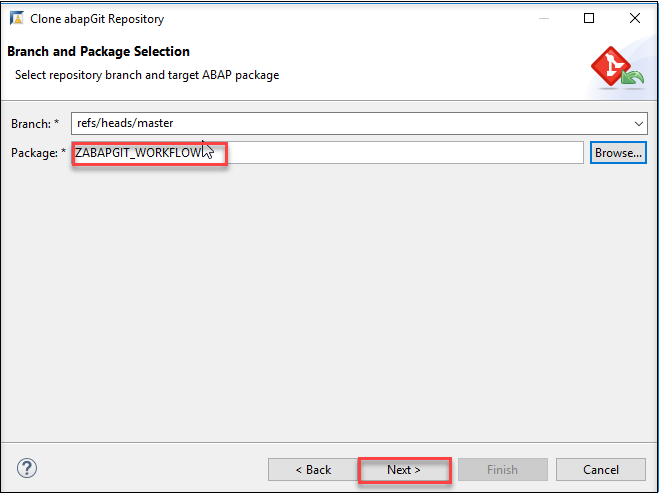 Clone abapGit Repository
Branch and Package Selection
Select repository branch and target ABAP package
Branch: * refs/heads/master
Package: * ZABAPGIT_WORKFLOW Browse...
? < Back Next > Finish Cancel